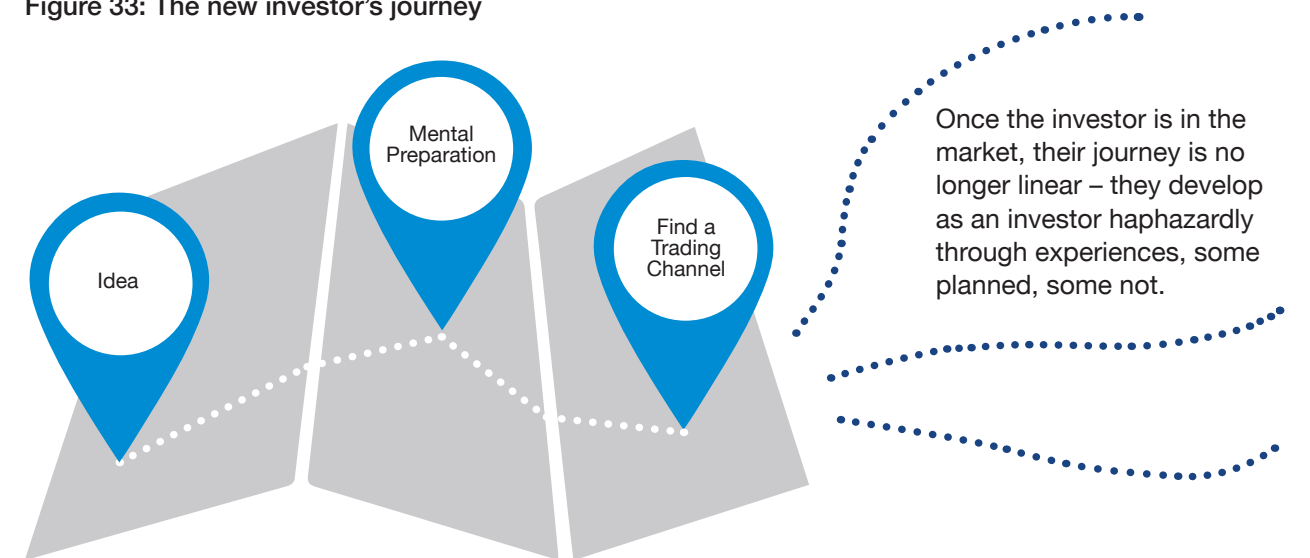 Figure 33: The new investor's journey
Idea
Mental
Preparation
Find a
Trading
Channel
Once the investor is in the
market, their journey is no
longer linear – they develop
as an investor haphazardly
through experiences, some
planned, some not.